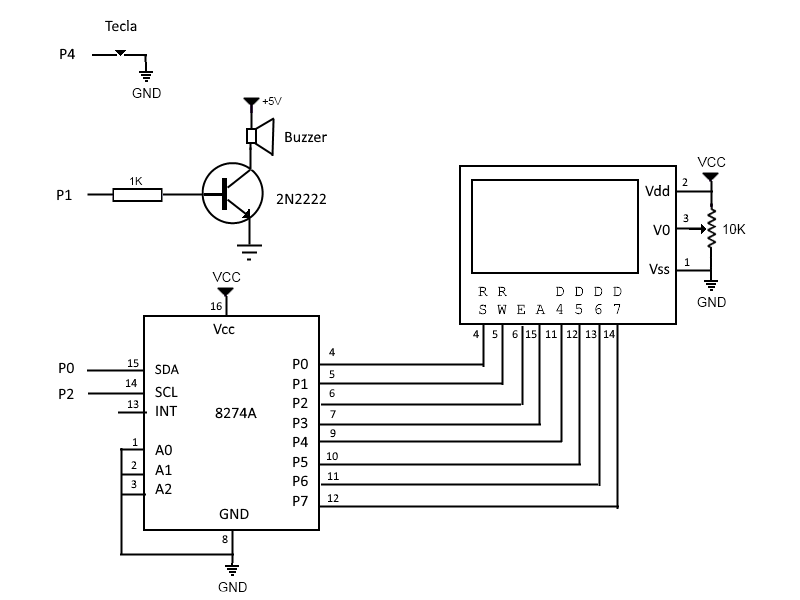 Tecla
P4
GND
+5V
Buzzer
1K
P1
2N2222
VCC
2
Vdd
3
V0
10K
1
Vss
GND
R R D D D D
S W E A 4 5 6 7
4 5 6 15 11 12 13 14
VCC
16
Vcc
P0 15 SDA
P2 14 SCL
13 INT
8274A
1 A0
2 A1
3 A2
P0 4
P1 5
P2 6
P3 7
P4 9
P5 10
P6 11
P7 12
GND
8
GND